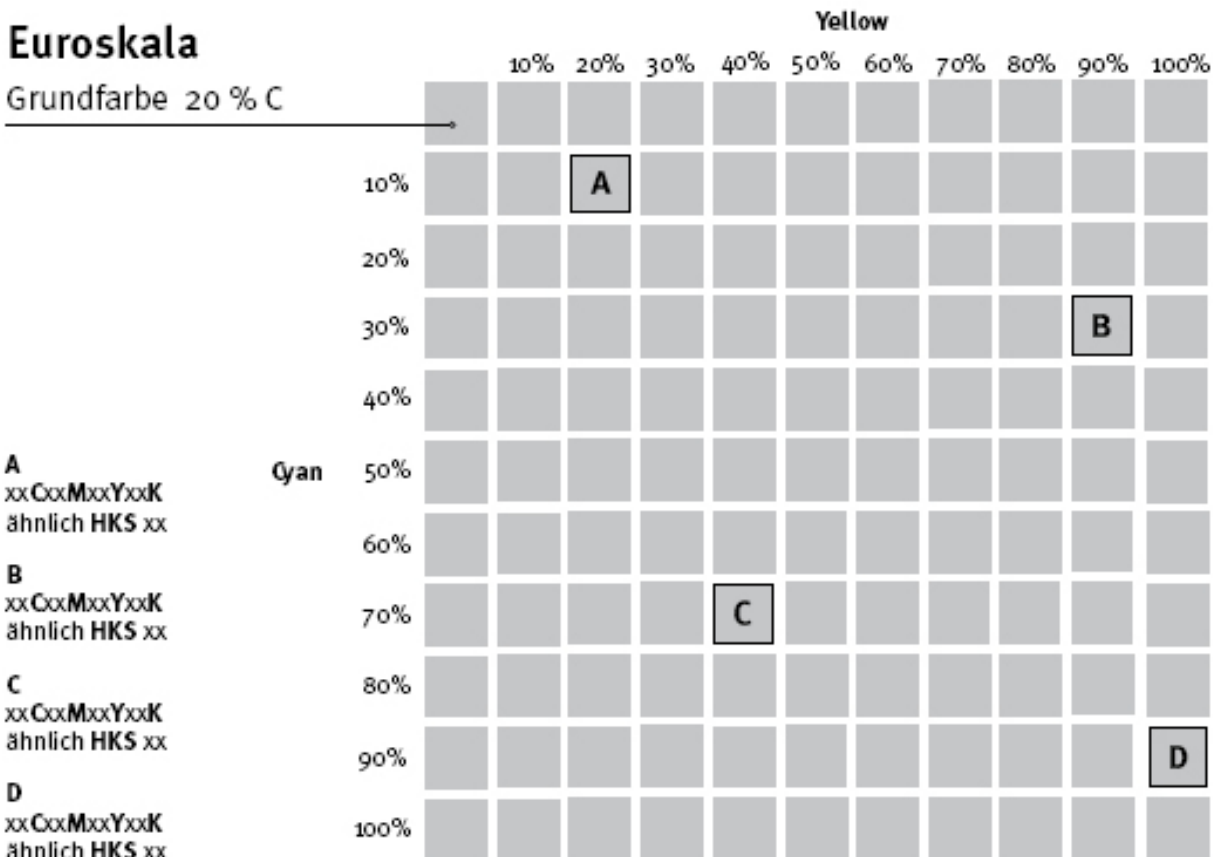 Euroskala
Grundfarbe 20 % C
Yellow
10% 20% 30% 40% 50% 60% 70% 80% 90% 100%
10%
A
20%
30%
B
40%
Cyan
50%
60%
70%
C
80%
90%
D
100%
A
xxCxxMxxYxxK
ähnlich HKS xx
B
xxCxxMxxYxxK
ähnlich HKS xx
C
xxCxxMxxYxxK
ähnlich HKS xx
D
xxCxxMxxYxxK
ähnlich HKS xx